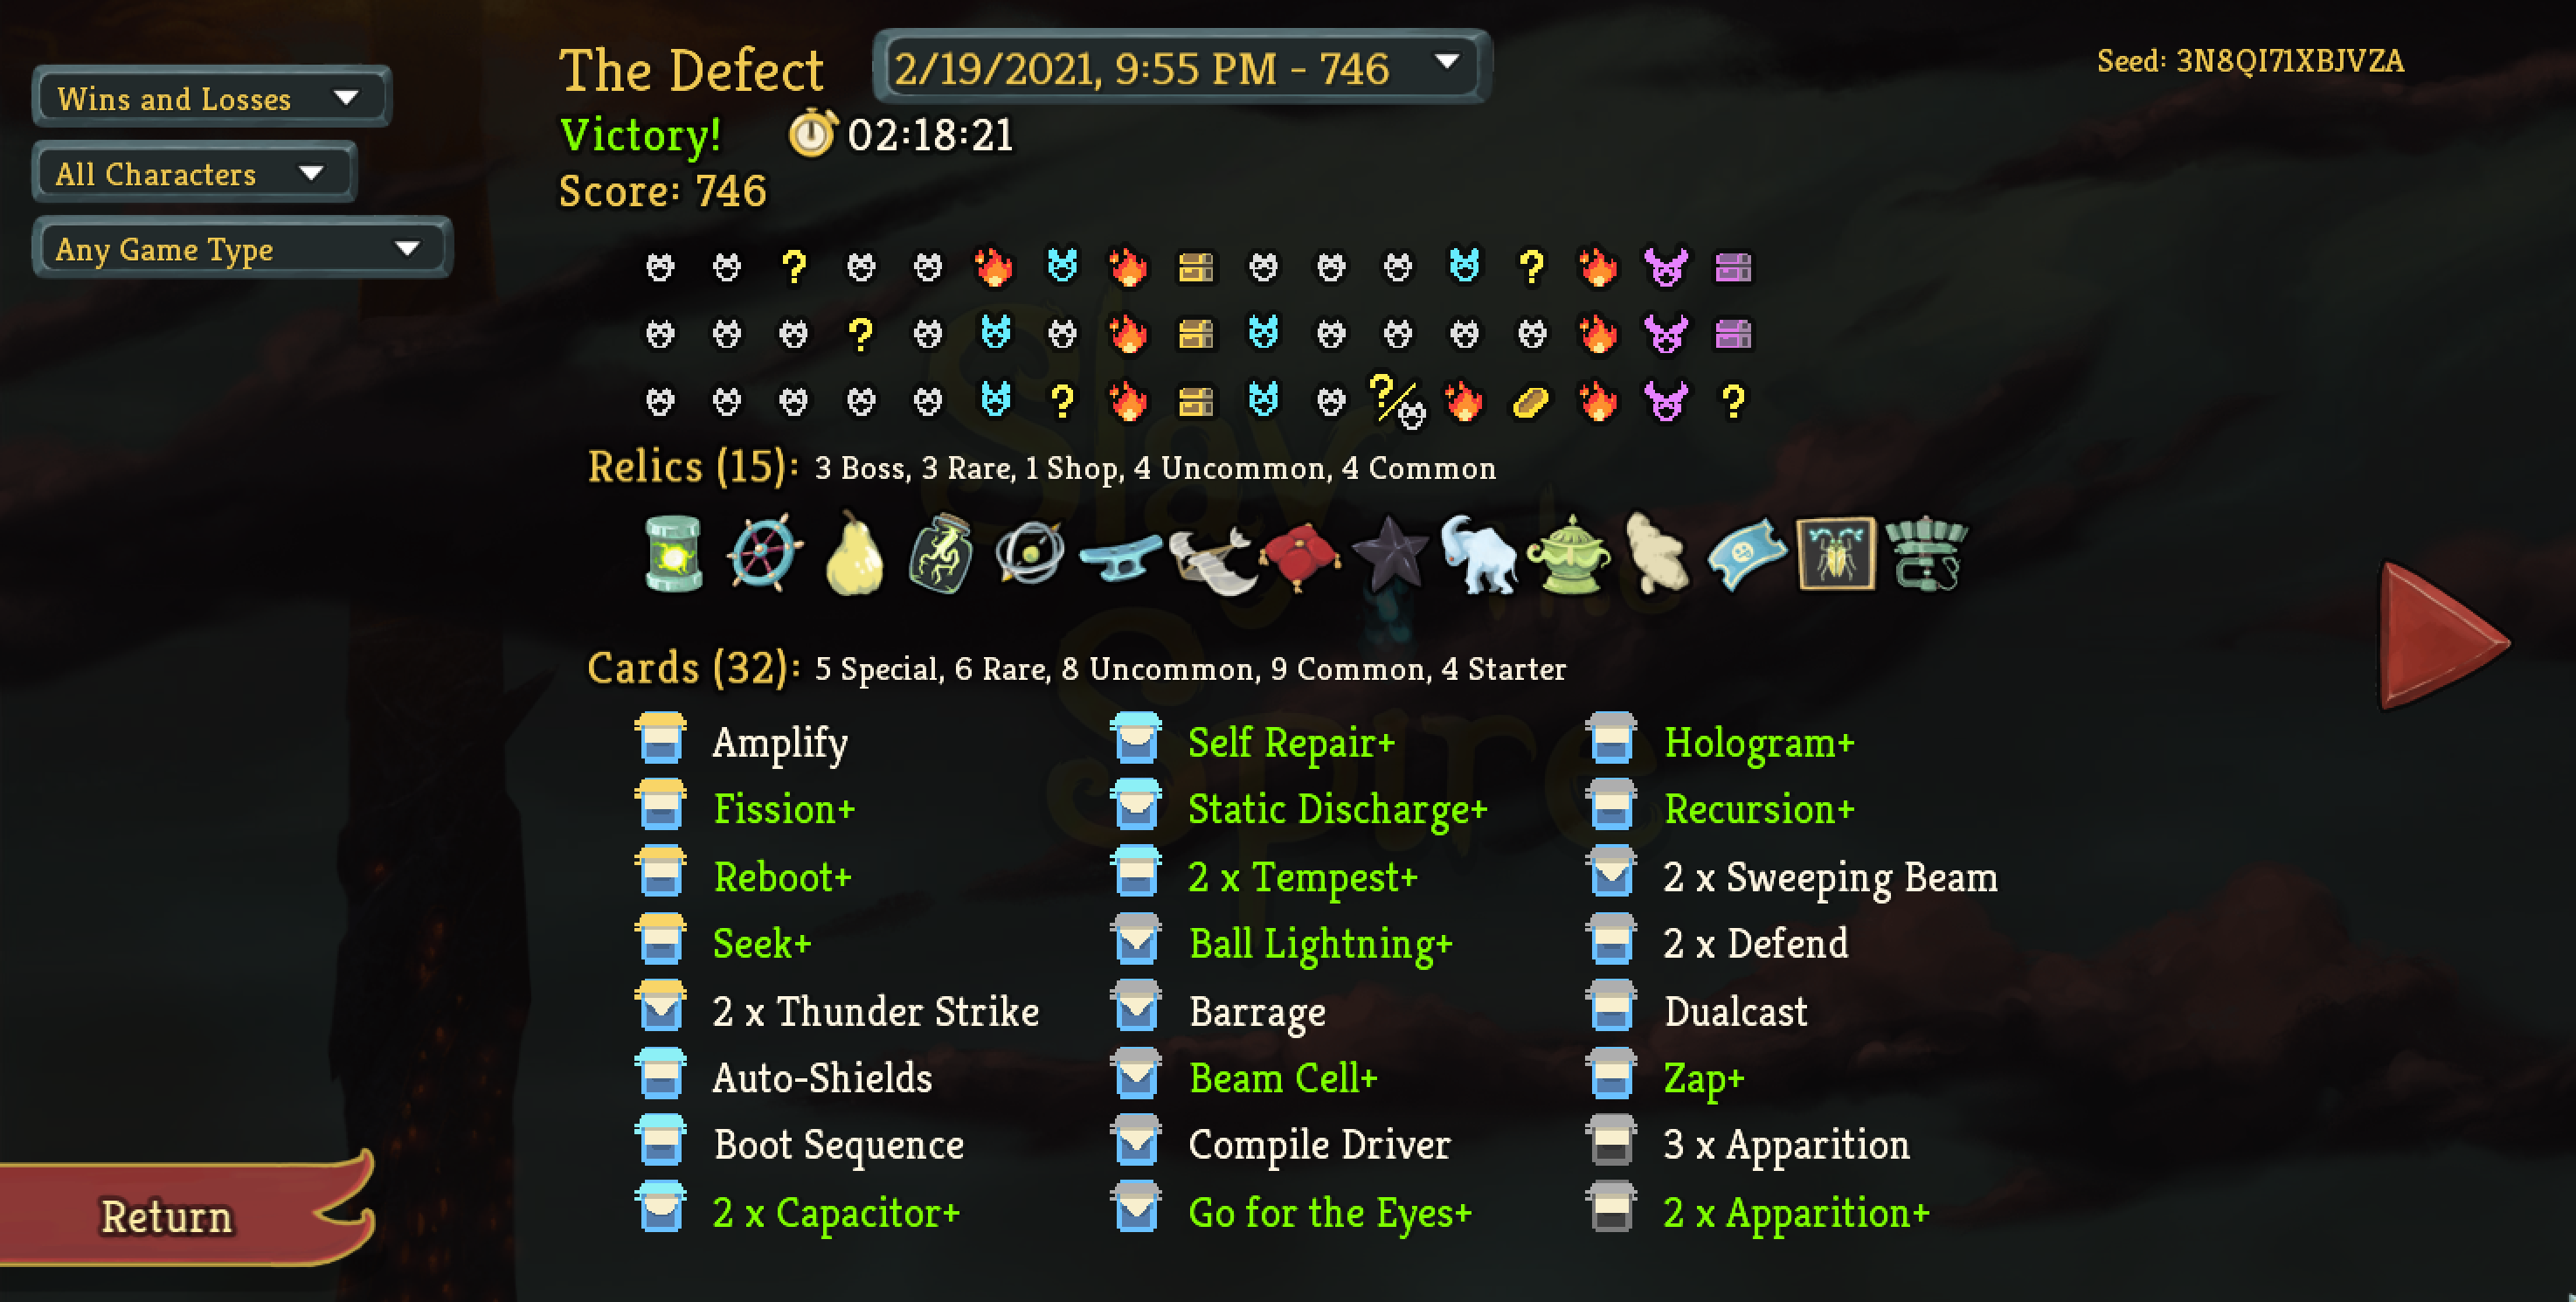 Wins and Losses
All Characters
Any Game Type
The Defect
2/19/2021, 9:55 PM - 746
Seed: 3N8QI71XBJVZA
Victory!
02:18:21
Score: 746
Relics (15): 3 Boss, 3 Rare, 1 Shop, 4 Uncommon, 4 Common
Cards (32): 5 Special, 6 Rare, 8 Uncommon, 9 Common, 4 Starter
Amplify
Fission+
Reboot+
Seek+
2 x Thunder Strike
Auto-Shields
Boot Sequence
2 x Capacitor+
Self Repair+
Static Discharge+
2 x Tempest+
Ball Lightning+
Barrage
Beam Cell+
Compile Driver
Go for the Eyes+
Hologram+
Recursion+
2 x Sweeping Beam
2 x Defend
Dualcast
Zap+
3 x Apparition
2 x Apparition+
Return
Slay
the
Spire